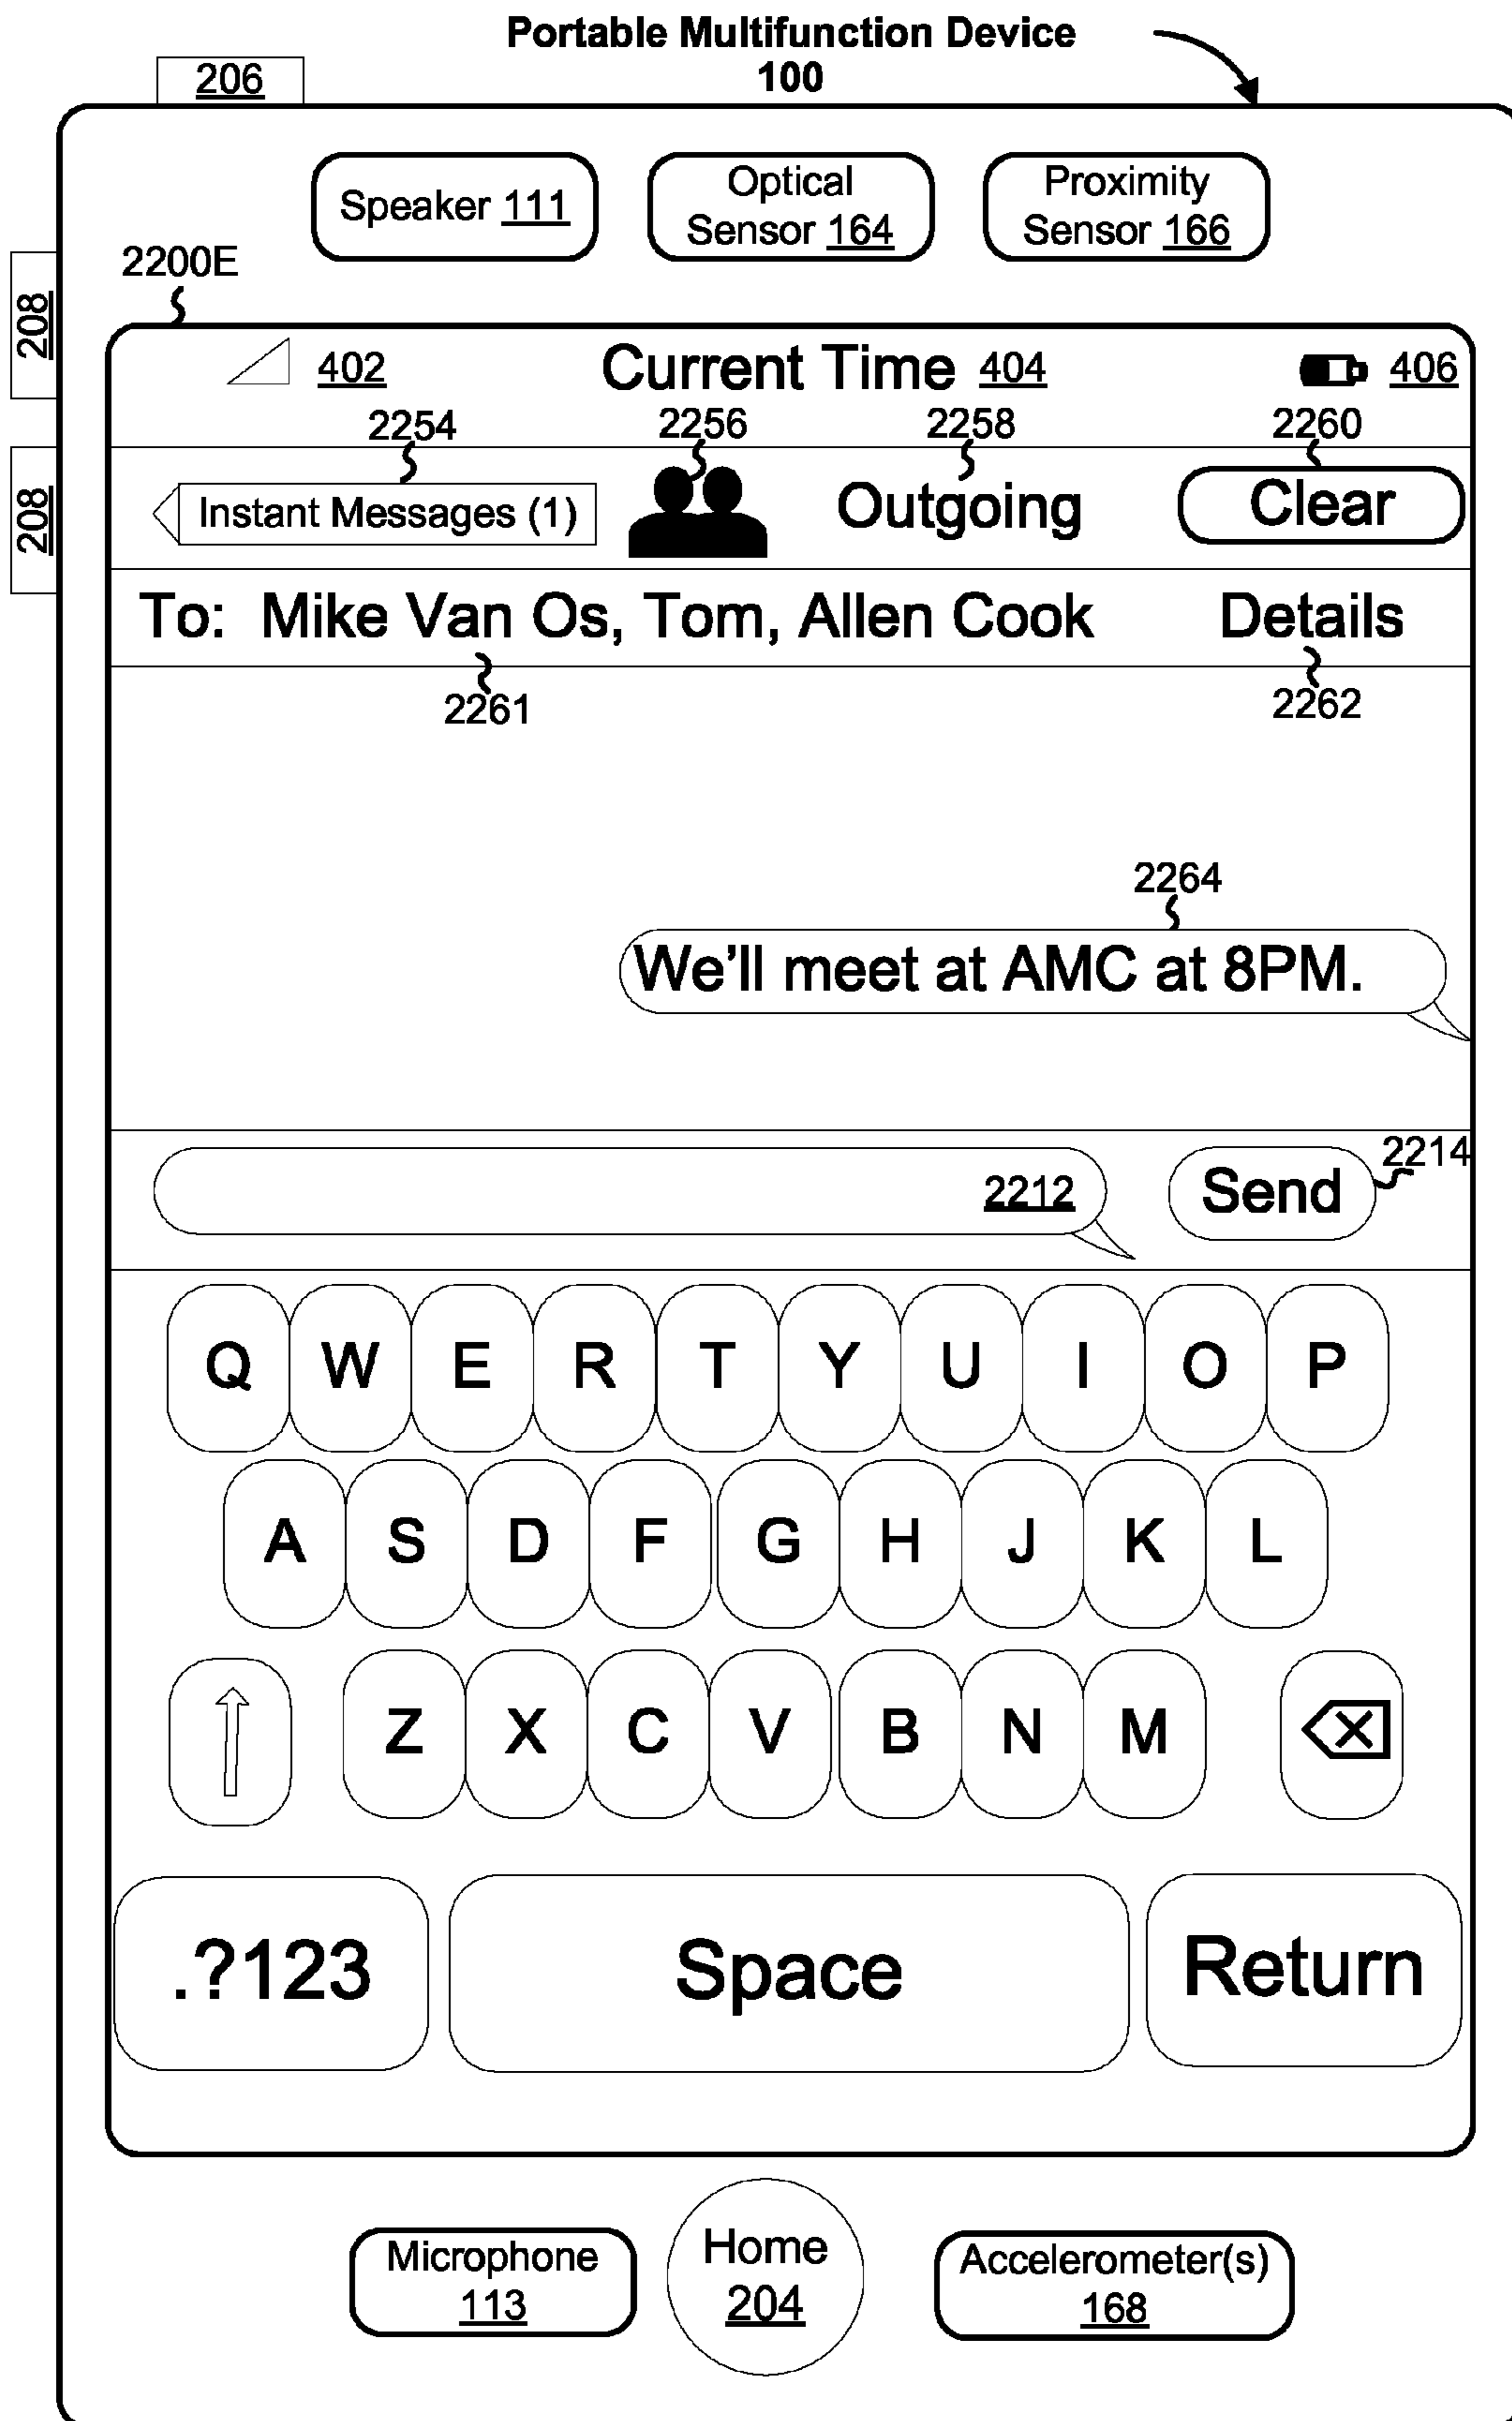 Portable Multifunction Device
100
206
Speaker 111
Optical
Sensor 164
Proximity
Sensor 166
2200E
208
402
Current Time 404
406
2254
2256
2258
2260
208
Instant Messages (1)
Outgoing
Clear
To: Mike Van Os, Tom, Allen Cook
Details
2261
2262
2264
We'll meet at AMC at 8PM.
2212
Send
2214
Q W E R T Y U I O P
A S D F G H J K L
Z X C V B N M
.?123
Space
Return
Microphone
113
Home
204
Accelerometer(s)
168